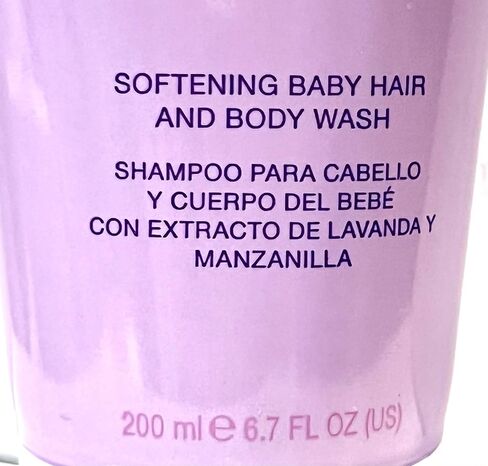 SOFTENING BABY HAIR
AND BODY WASH
SHAMPOO PARA CABELLO
Y CUERPO DEL BEBÉ
CON EXTRACTO DE LAVANDA Y
MANZANILLA
200 ml ℮ 6.7 FL OZ (US)